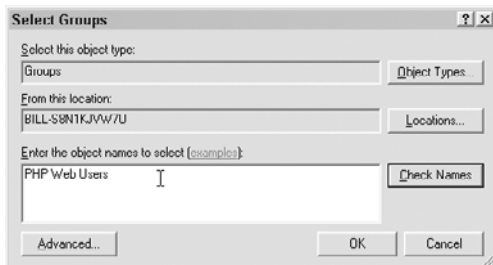 Select Groups
Select this object type:
Groups
Object Types...
From this location:
BILL-S8N1KJVW7U
Locations...
Enter the object names to select (examples):
PHP Web Users
Check Names
Advanced...
OK
Cancel